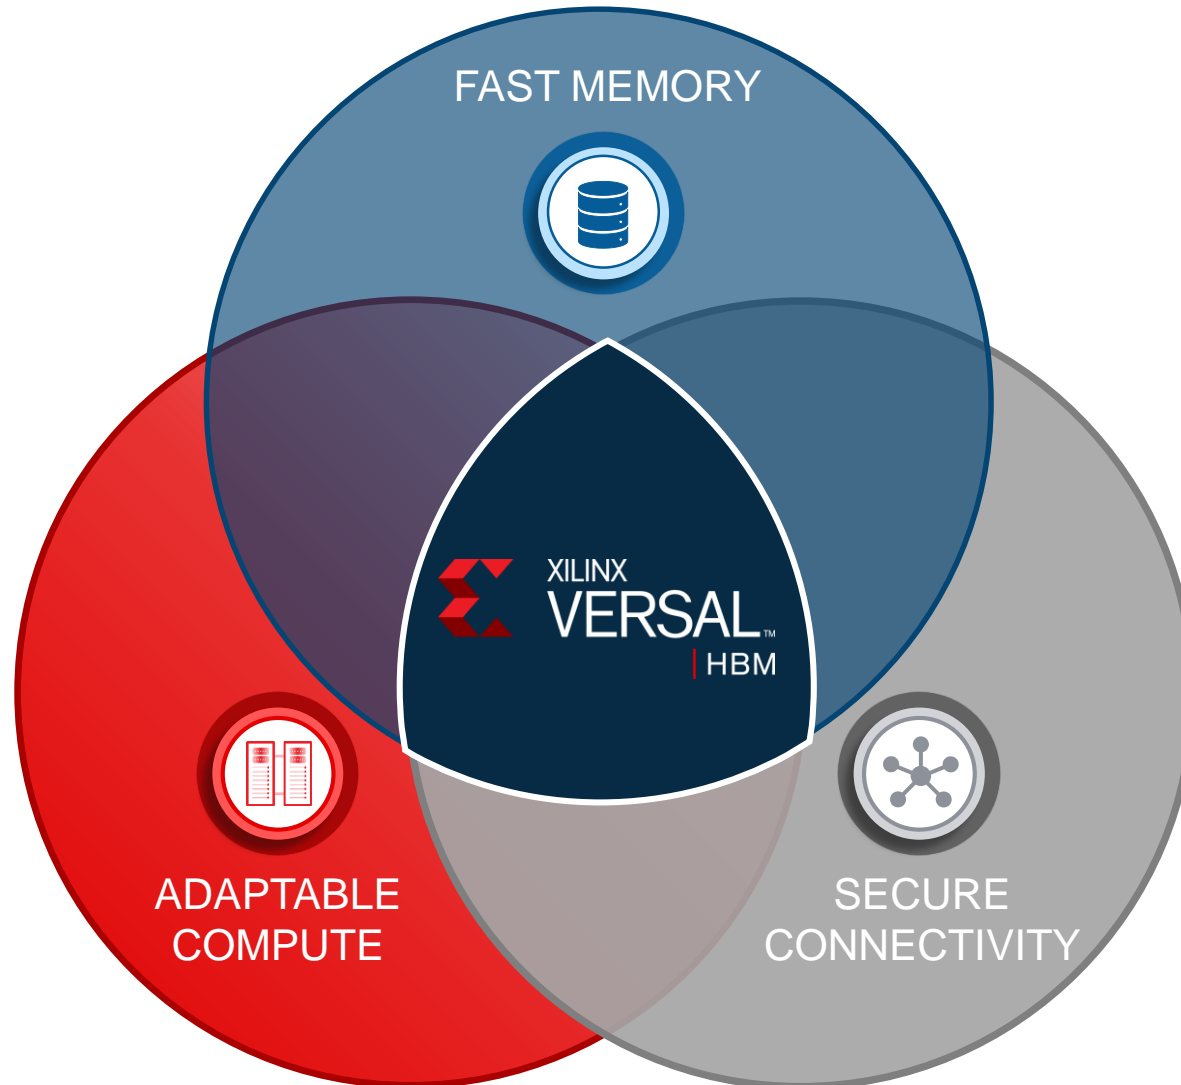 FAST MEMORY
XILINX
VERSAL™
HBM
ADAPTABLE
COMPUTE
SECURE
CONNECTIVITY